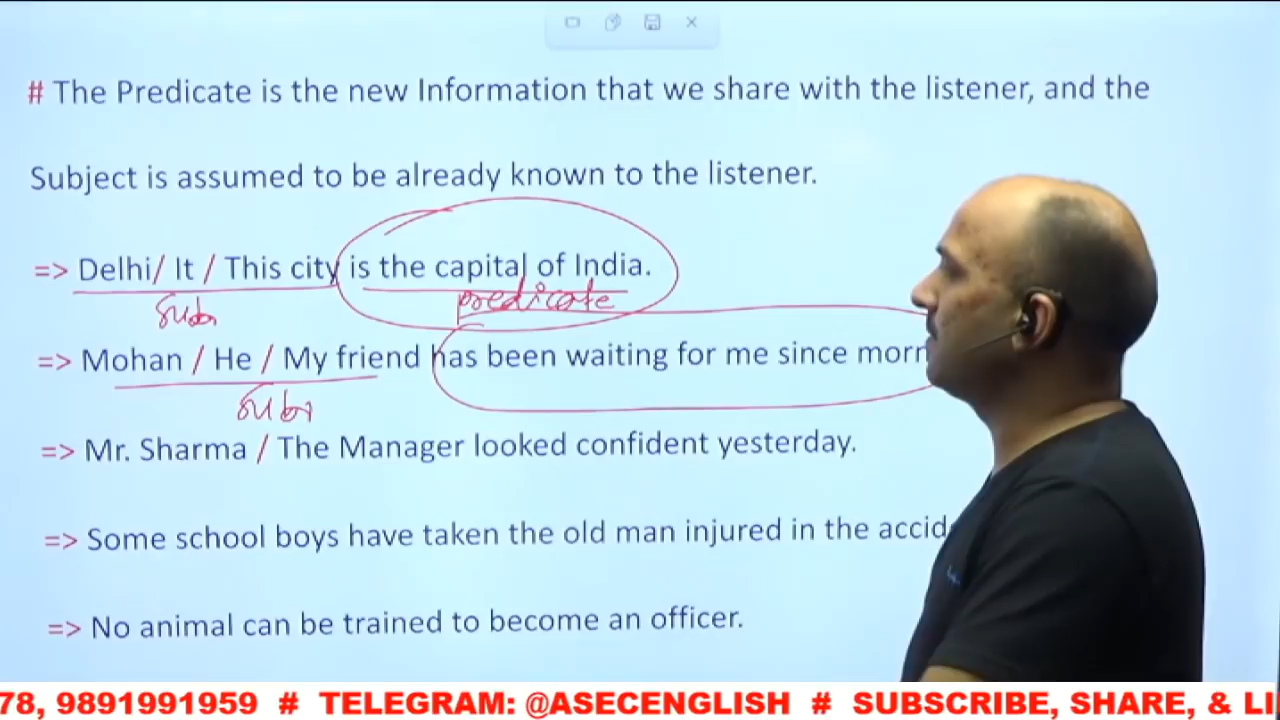 # The Predicate is the new Information that we share with the listener, and the
Subject is assumed to be already known to the listener.
=> Delhi/ It / This city is the capital of India.
predicate
=> Mohan / He / My friend has been waiting for me since morn
=> Mr. Sharma / The Manager looked confident yesterday.
=> Some school boys have taken the old man injured in the accid
=> No animal can be trained to become an officer.
78, 9891991959 # TELEGRAM: @ASECENGLISH # SUBSCRIBE, SHARE, & LI